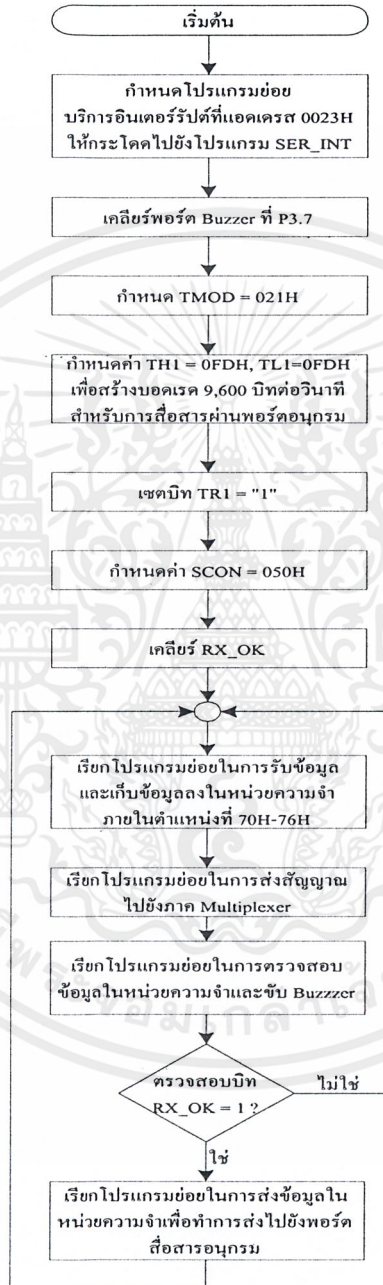 เริ่มต้น
กำหนดโปรแกรมย่อย
บริการอินเตอร์รัปต์ที่แอดเดรส 0023H
ให้กระโดดไปยังโปรแกรม SER_INT
เคลียร์พอร์ต Buzzer ที่ P3.7
กำหนด TMOD = 021H
กำหนดค่า TH1 = 0FDH, TL1=0FDH
เพื่อสร้างบอดเรต 9,600 บิทต่อวินาที
สำหรับการสื่อสารผ่านพอร์ตอนุกรม
เซตบิท TR1 = "1"
กำหนดค่า SCON = 050H
เคลียร์ RX_OK
เรียกโปรแกรมย่อยในการรับข้อมูล
และเก็บข้อมูลลงในหน่วยความจำ
ภายในตำแหน่งที่ 70H-76H
เรียกโปรแกรมย่อยในการส่งสัญญาณ
ไปยังภาค Multiplexer
เรียกโปรแกรมย่อยในการตรวจสอบ
ข้อมูลในหน่วยความจำและขับ Buzzzer
ตรวจสอบบิท
RX_OK = 1 ?
ไม่ใช่
ใช่
เรียกโปรแกรมย่อยในการส่งข้อมูลใน
หน่วยความจำเพื่อทำการส่งไปยังพอร์ต
สื่อสารอนุกรม